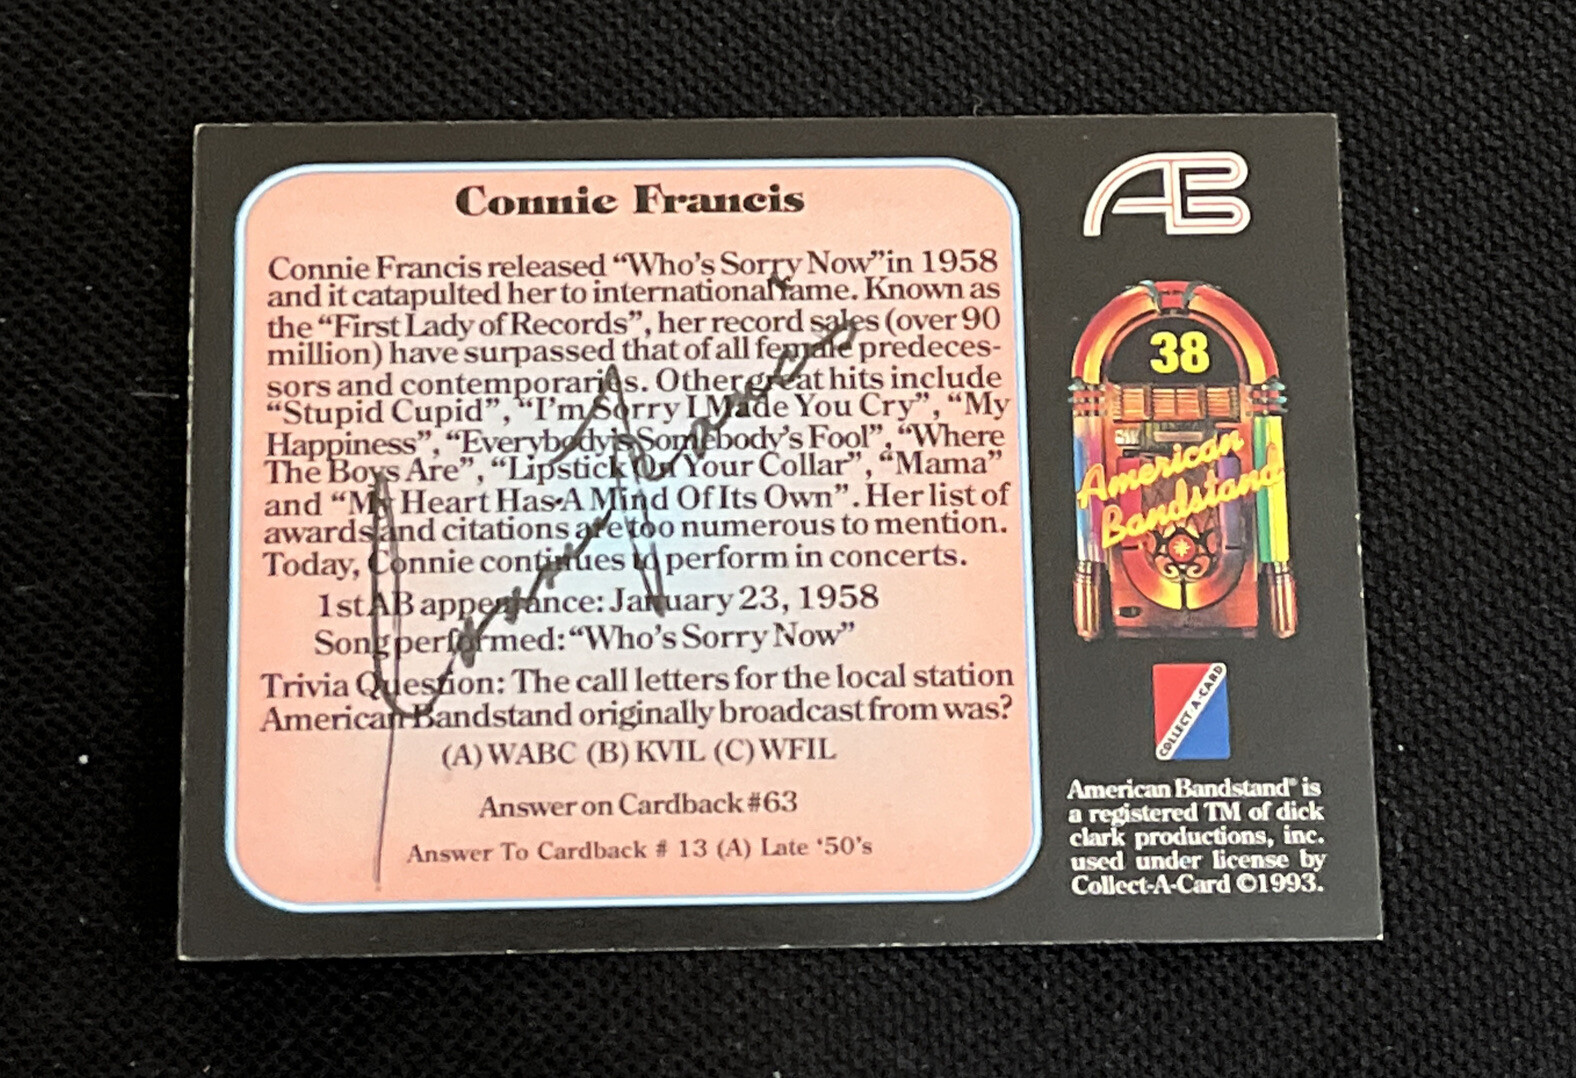 Connie Francis
Connie Francis released “Who's Sorry Now”in 1958
and it catapulted her to international fame. Known as
the “First Lady of Records”, her record sales (over 90
million) have surpassed that of all female predeces-
sors and contemporaries. Other great hits include
“Stupid Cupid”, “I'm Sorry I Made You Cry”, “My
Happiness”, “Everybody's Somebody's Fool”, “Where
The Boys Are”, “Lipstick On Your Collar”, “Mama”
and “My Heart Has A Mind Of Its Own”. Her list of
awards and citations are too numerous to mention.
Today, Connie continues to perform in concerts.
1st AB appearance: January 23, 1958
Song performed: “Who's Sorry Now”
Trivia Question: The call letters for the local station
American Bandstand originally broadcast from was?
(A) WABC (B) KVIL (C) WFIL
Answer on Cardback #63
Answer To Cardback # 13 (A) Late '50's
Connie Francis
AB
38
American
Bandstand
COLLECT-A-CARD
American Bandstand® is
a registered TM of dick
clark productions, inc.
used under license by
Collect-A-Card ©1993.